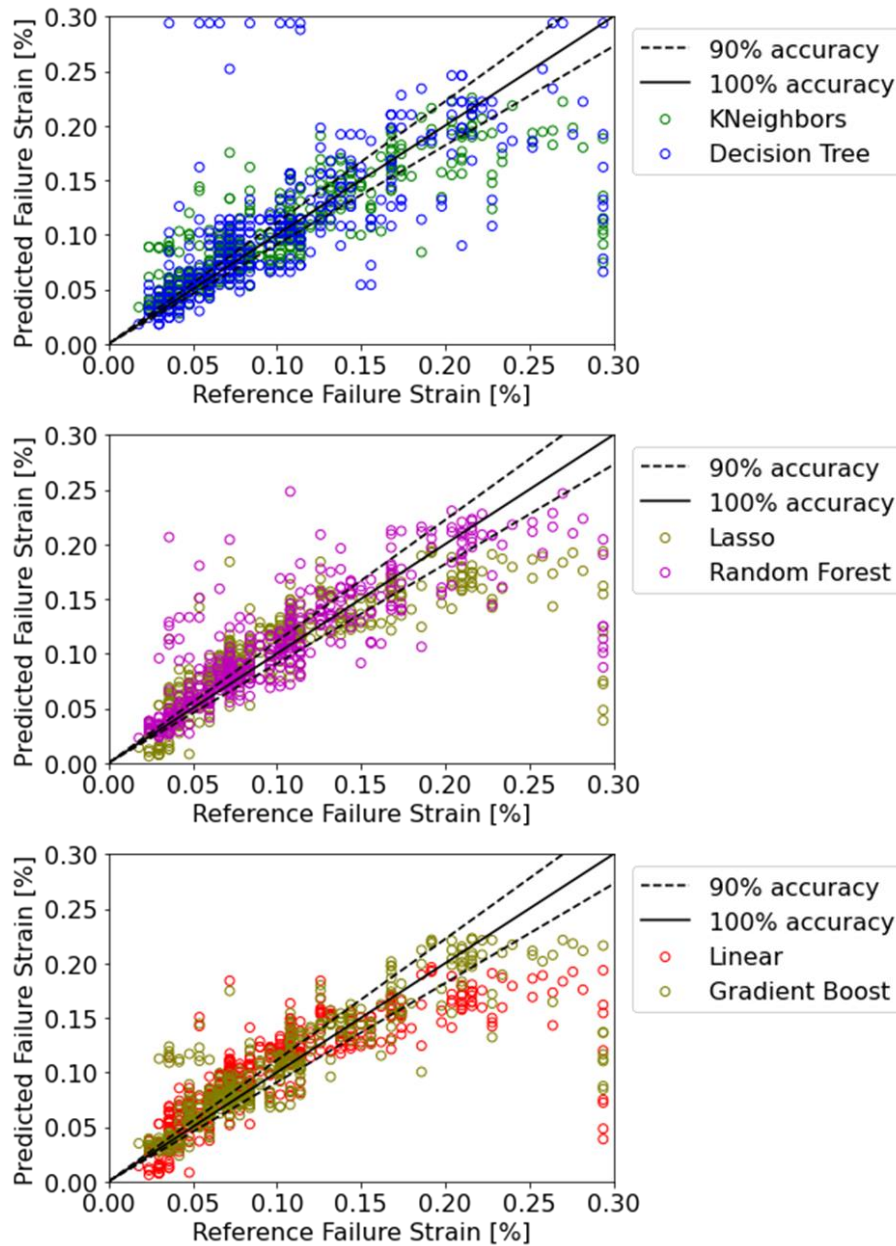 0.30
0.25
0.20
0.15
0.10
0.05
0.00
Predicted Failure Strain [%]
0.00 0.05 0.10 0.15 0.20 0.25 0.30
Reference Failure Strain [%]
90% accuracy
100% accuracy
KNeighbors
Decision Tree
0.30
0.25
0.20
0.15
0.10
0.05
0.00
Predicted Failure Strain [%]
0.00 0.05 0.10 0.15 0.20 0.25 0.30
Reference Failure Strain [%]
90% accuracy
100% accuracy
Lasso
Random Forest
0.30
0.25
0.20
0.15
0.10
0.05
0.00
Predicted Failure Strain [%]
0.00 0.05 0.10 0.15 0.20 0.25 0.30
Reference Failure Strain [%]
90% accuracy
100% accuracy
Linear
Gradient Boost